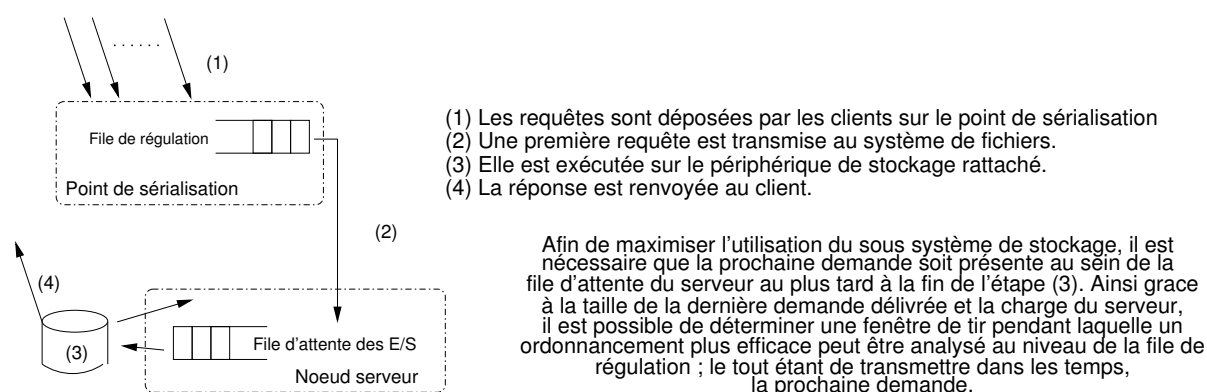 . . . . . .
(1)
File de régulation
Point de sérialisation
(2)
(4)
(3)
File d'attente des E/S
Noeud serveur
(1) Les requêtes sont déposées par les clients sur le point de sérialisation
(2) Une première requête est transmise au système de fichiers.
(3) Elle est exécutée sur le périphérique de stockage rattaché.
(4) La réponse est renvoyée au client.
Afin de maximiser l'utilisation du sous système de stockage, il est
nécessaire que la prochaine demande soit présente au sein de la
file d'attente du serveur au plus tard à la fin de l'étape (3). Ainsi grace
à la taille de la dernière demande délivrée et la charge du serveur,
il est possible de déterminer une fenêtre de tir pendant laquelle un
ordonnancement plus efficace peut être analysé au niveau de la file de
régulation ; le tout étant de transmettre dans les temps,
la prochaine demande.